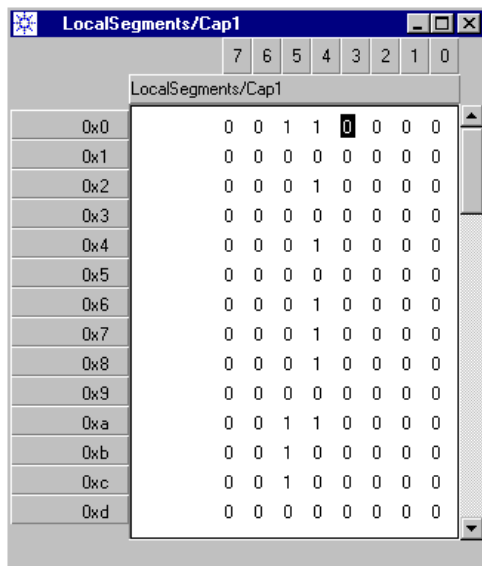 LocalSegments/Cap1
7 6 5 4 3 2 1 0
LocalSegments/Cap1
0x0 0 0 1 1 0 0 0 0
0x1 0 0 0 0 0 0 0 0
0x2 0 0 0 1 0 0 0 0
0x3 0 0 0 0 0 0 0 0
0x4 0 0 0 1 0 0 0 0
0x5 0 0 0 0 0 0 0 0
0x6 0 0 0 1 0 0 0 0
0x7 0 0 0 1 0 0 0 0
0x8 0 0 0 1 0 0 0 0
0x9 0 0 0 0 0 0 0 0
0xa 0 0 1 1 0 0 0 0
0xb 0 0 1 0 0 0 0 0
0xc 0 0 1 0 0 0 0 0
0xd 0 0 0 0 0 0 0 0